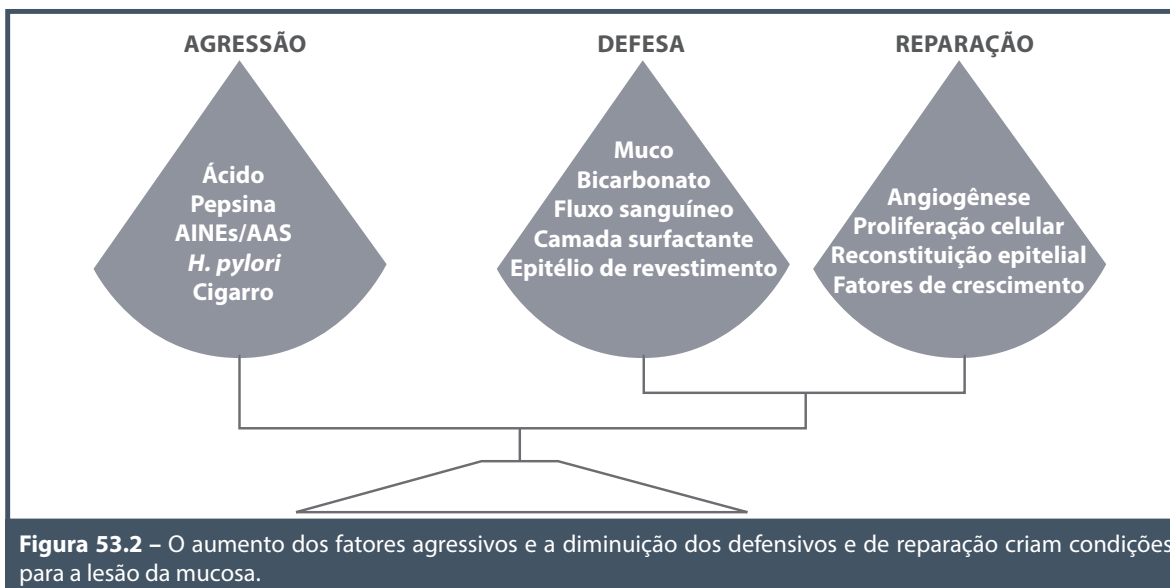 AGRESSÃO
Ácido
Pepsina
AINEs/AAS
H. pylori
Cigarro
DEFESA
Muco
Bicarbonato
Fluxo sanguíneo
Camada surfactante
Epitélio de revestimento
REPARAÇÃO
Angiogênese
Proliferação celular
Reconstituição epitelial
Fatores de crescimento
Figura 53.2 – O aumento dos fatores agressivos e a diminuição dos defensivos e de reparação criam condições
para a lesão da mucosa.